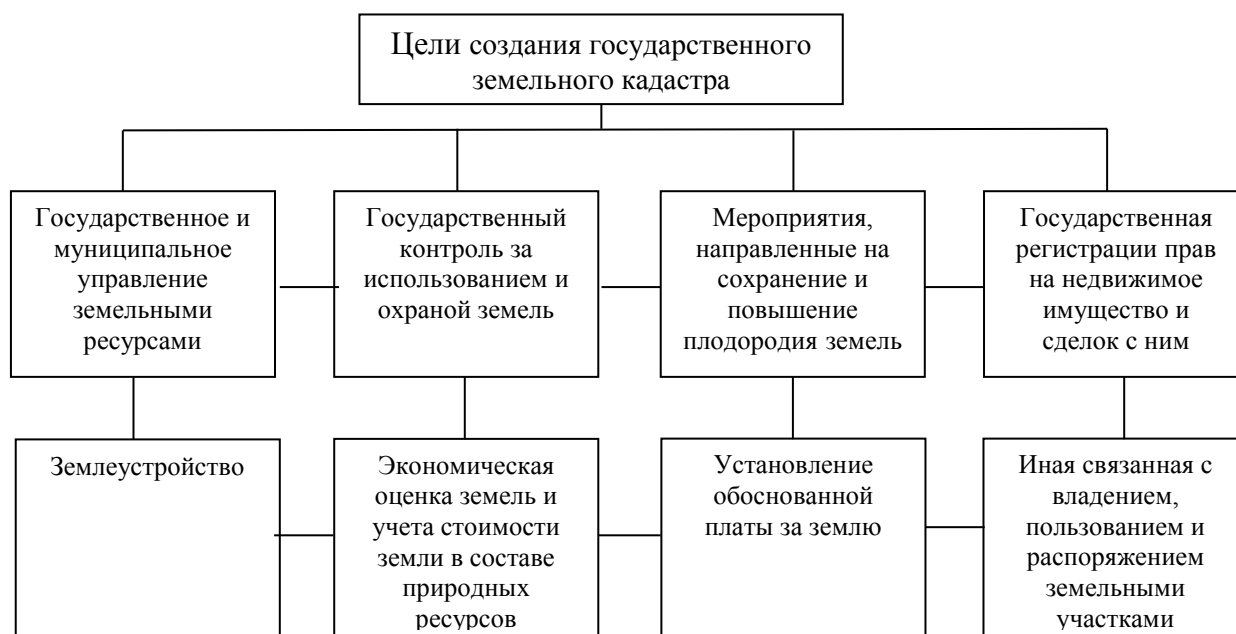 Цели создания государственного
земельного кадастра
Государственное и
муниципальное
управление
земельными
ресурсами
Государственный
контроль за
использованием и
охраной земель
Мероприятия,
направленные на
сохранение и
повышение
плодородия земель
Государственная
регистрации прав
на недвижимое
имущество и
сделок с ним
Землеустройство
Экономическая
оценка земель и
учета стоимости
земли в составе
природных
ресурсов
Установление
обоснованной
платы за землю
Иная связанная с
владением,
пользованием и
распоряжением
земельными
участками